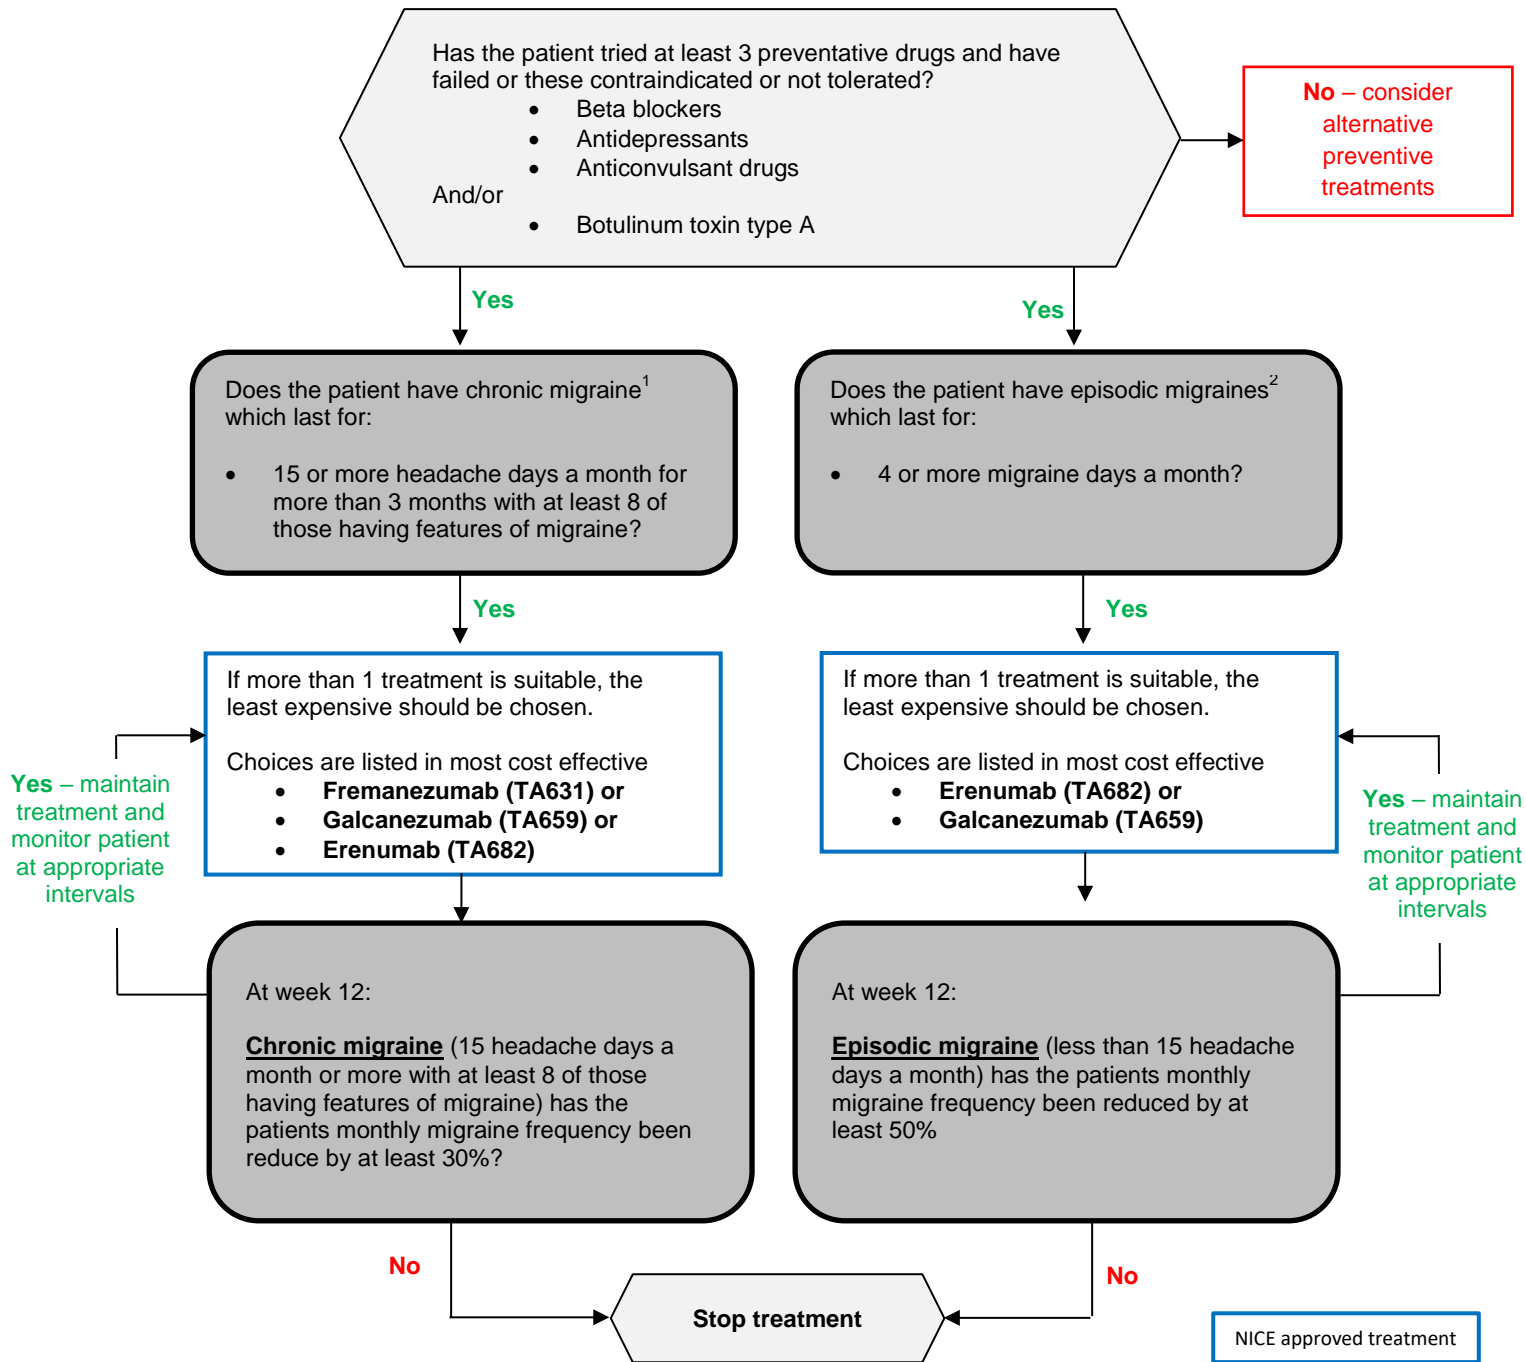 Has the patient tried at least 3 preventative drugs and have
failed or these contraindicated or not tolerated?
• Beta blockers
• Antidepressants
• Anticonvulsant drugs
And/or
• Botulinum toxin type A
No – consider
alternative
preventive
treatments
Yes
Yes
Does the patient have chronic migraine1
which last for:
• 15 or more headache days a month for
more than 3 months with at least 8 of
those having features of migraine?
Does the patient have episodic migraines2
which last for:
• 4 or more migraine days a month?
Yes
Yes
If more than 1 treatment is suitable, the
least expensive should be chosen.
Choices are listed in most cost effective
• Fremanezumab (TA631) or
• Galcanezumab (TA659) or
• Erenumab (TA682)
If more than 1 treatment is suitable, the
least expensive should be chosen.
Choices are listed in most cost effective
• Erenumab (TA682) or
• Galcanezumab (TA659)
Yes – maintain
treatment and
monitor patient
at appropriate
intervals
Yes – maintain
treatment and
monitor patient
at appropriate
intervals
At week 12:
Chronic migraine (15 headache days a
month or more with at least 8 of those
having features of migraine) has the
patients monthly migraine frequency been
reduce by at least 30%?
At week 12:
Episodic migraine (less than 15 headache
days a month) has the patients monthly
migraine frequency been reduced by at
least 50%
No
No
Stop treatment
NICE approved treatment